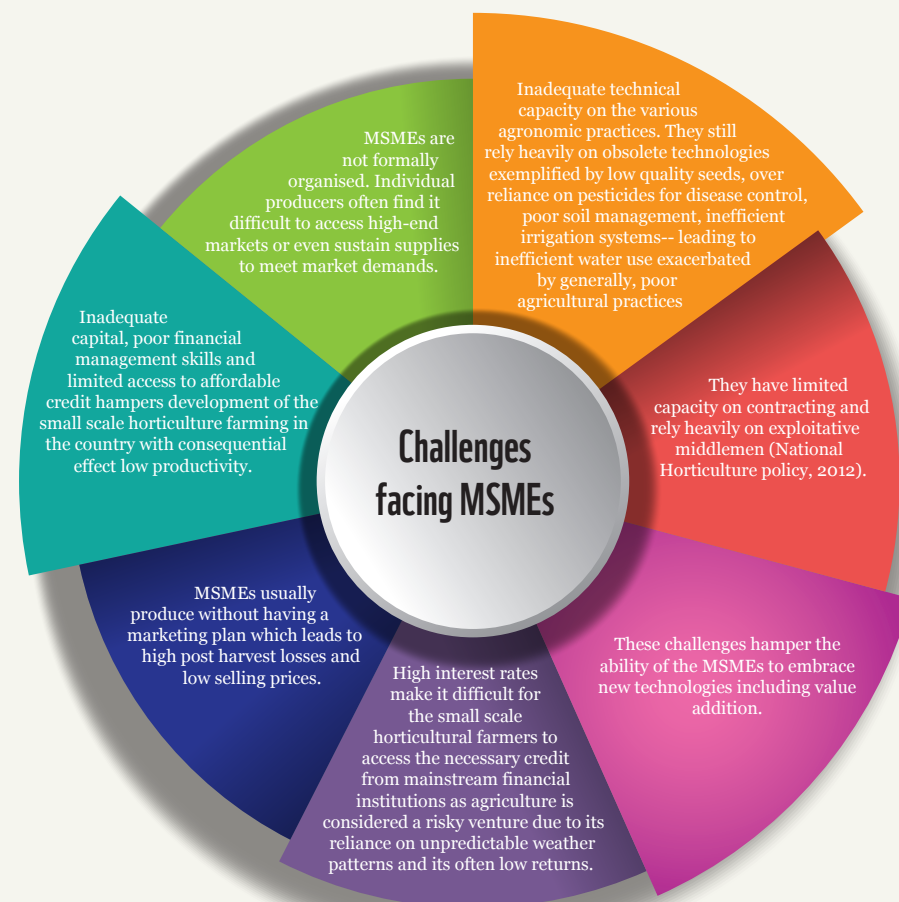 Challenges
facing MSMEs
Inadequate technical
capacity on the various
agronomic practices. They still
rely heavily on obsolete technologies
exemplified by low quality seeds, over
reliance on pesticides for disease control,
poor soil management, inefficient
irrigation systems-- leading to
inefficient water use exacerbated
by generally, poor
agricultural practices
They have limited
capacity on contracting and
rely heavily on exploitative
middlemen (National
Horticulture policy, 2012).
These challenges hamper the
ability of the MSMEs to embrace
new technologies including value
addition.
High interest rates
make it difficult for
the small scale
horticultural farmers to
access the necessary credit
from mainstream financial
institutions as agriculture is
considered a risky venture due to its
reliance on unpredictable weather
patterns and its often low returns.
MSMEs usually
produce without having a
marketing plan which leads to
high post harvest losses and
low selling prices.
Inadequate
capital, poor financial
management skills and
limited access to affordable
credit hampers development of the
small scale horticulture farming in
the country with consequential
effect low productivity.
MSMEs are
not formally
organised. Individual
producers often find it
difficult to access high-end
markets or even sustain supplies
to meet market demands.